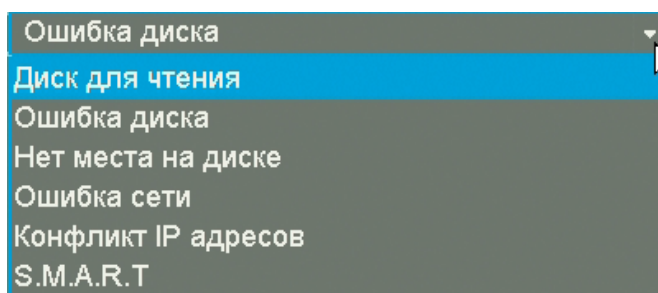 Ошибка диска
Диск для чтения
Ошибка диска
Нет места на диске
Ошибка сети
Конфликт IP адресов
S.M.A.R.T